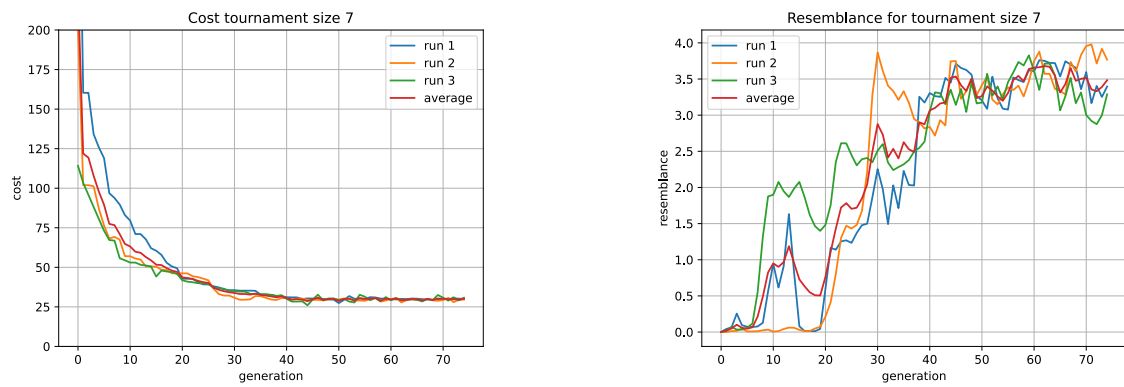 Cost tournament size 7
200
175
150
125
100
75
50
25
0
cost
0 10 20 30 40 50 60 70
generation
run 1
run 2
run 3
average
Resemblance for tournament size 7
4.0
3.5
3.0
2.5
2.0
1.5
1.0
0.5
0.0
resemblance
0 10 20 30 40 50 60 70
generation
run 1
run 2
run 3
average